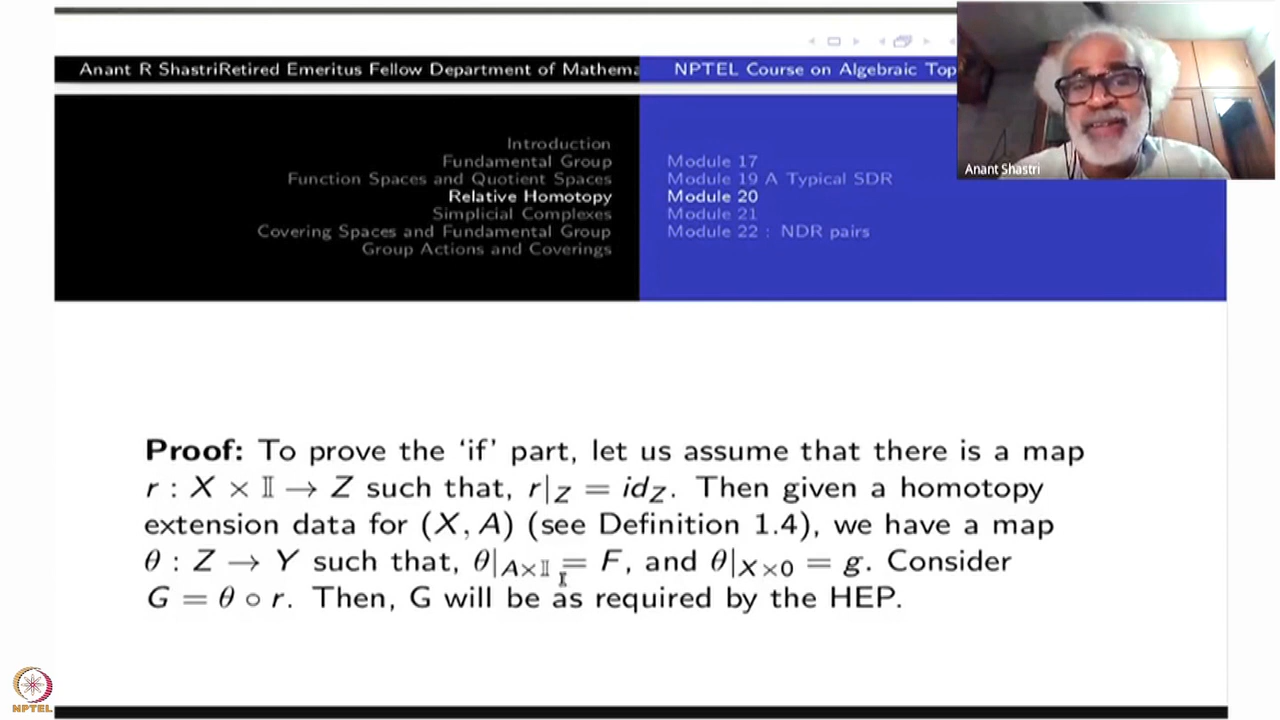 Anant R ShastriRetired Emeritus Fellow Department of Mathema
NPTEL Course on Algebraic Top
Introduction
Fundamental Group
Function Spaces and Quotient Spaces
Relative Homotopy
Simplicial Complexes
Covering Spaces and Fundamental Group
Group Actions and Coverings
Module 17
Module 19 A Typical SDR
Module 20
Module 21
Module 22 : NDR pairs
Anant Shastri
Proof: To prove the ‘if’ part, let us assume that there is a map
r : X × 𝕀 → Z such that, r|_Z = id_Z. Then given a homotopy
extension data for (X, A) (see Definition 1.4), we have a map
θ : Z → Y such that, θ|_{A×𝕀} = F, and θ|_{X×0} = g. Consider
G = θ ∘ r. Then, G will be as required by the HEP.
NPTEL